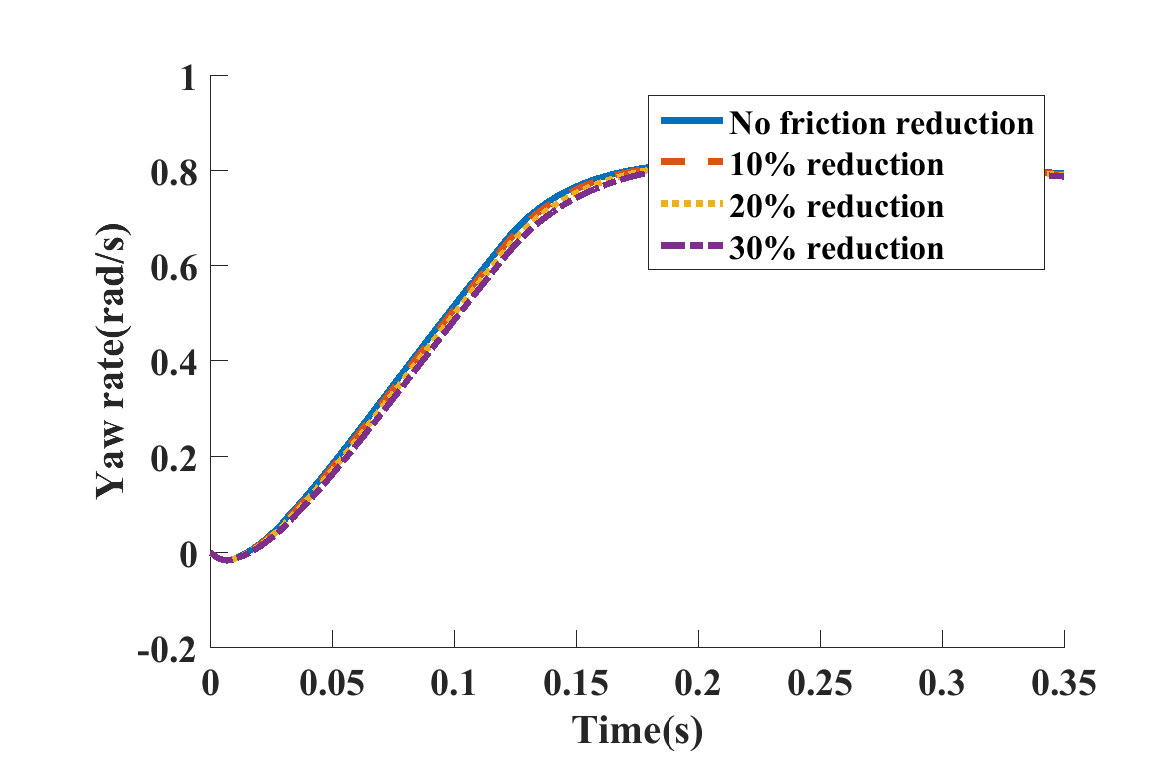 1
0.8
0.6
0.4
0.2
0
-0.2
Yaw rate(rad/s)
No friction reduction
10% reduction
20% reduction
30% reduction
0 0.05 0.1 0.15 0.2 0.25 0.3 0.35
Time(s)